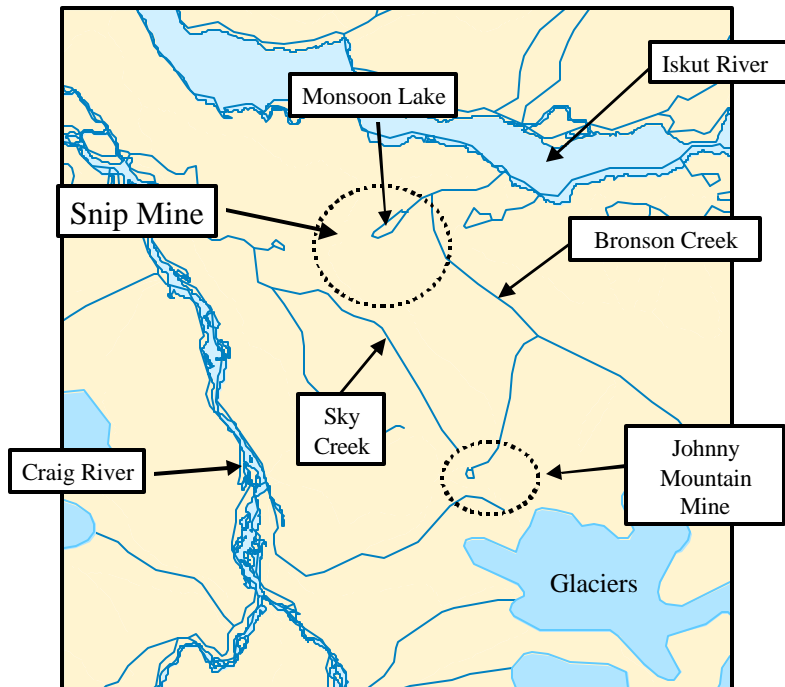 Iskut River
Monsoon Lake
Snip Mine
Bronson Creek
Sky
Creek
Johnny
Mountain
Mine
Craig River
Glaciers